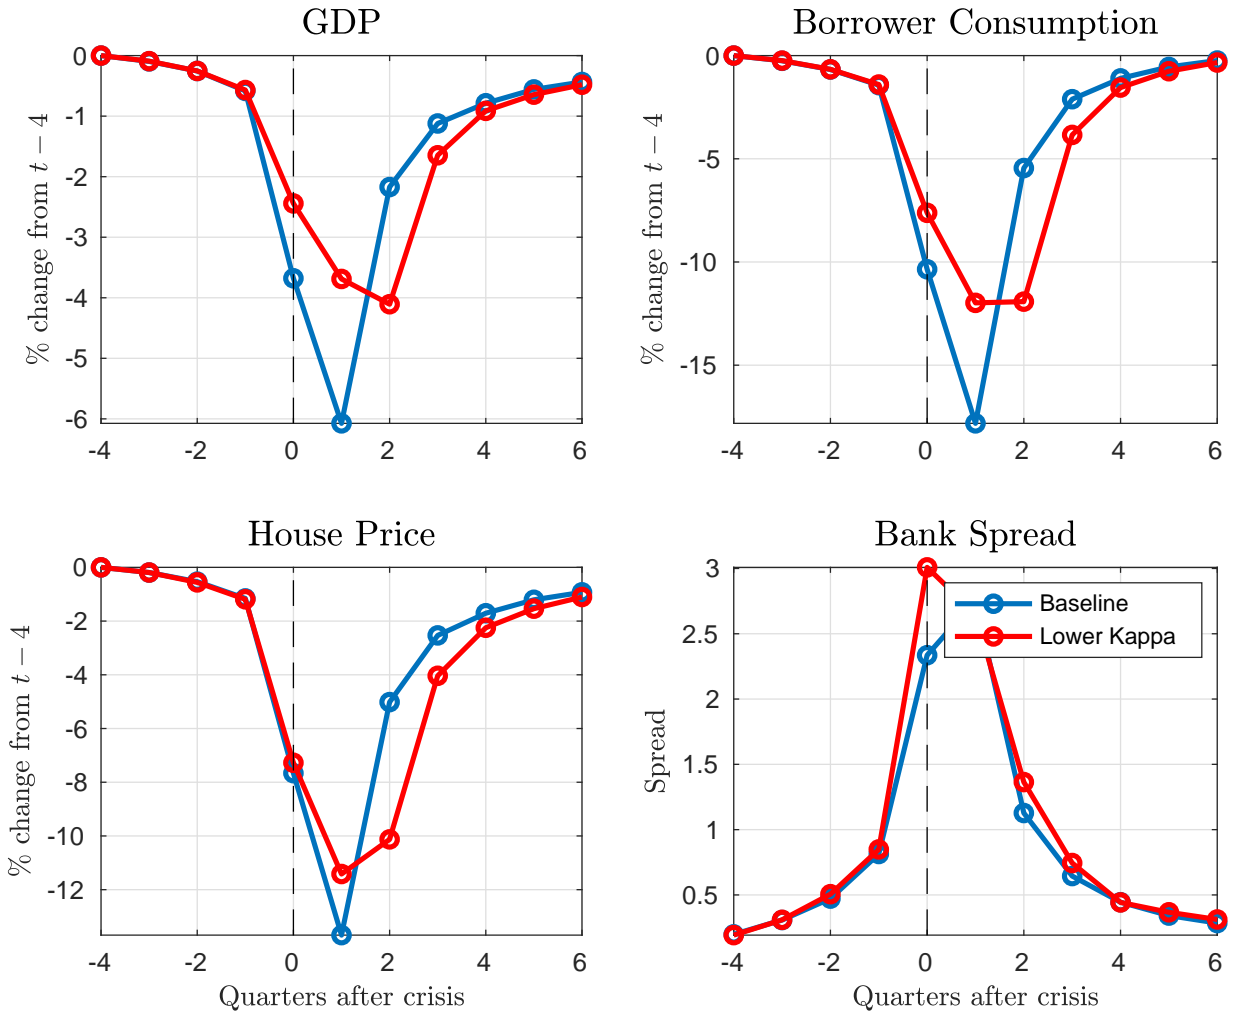 GDP
0
-1
-2
-3
-4
-5
-6
% change from t − 4
-4 -2 0 2 4 6
Borrower Consumption
0
-5
-10
-15
% change from t − 4
-4 -2 0 2 4 6
House Price
0
-2
-4
-6
-8
-10
-12
% change from t − 4
-4 -2 0 2 4 6
Quarters after crisis
Bank Spread
3
2.5
2
1.5
1
0.5
Spread
Baseline
Lower Kappa
-4 -2 0 2 4 6
Quarters after crisis